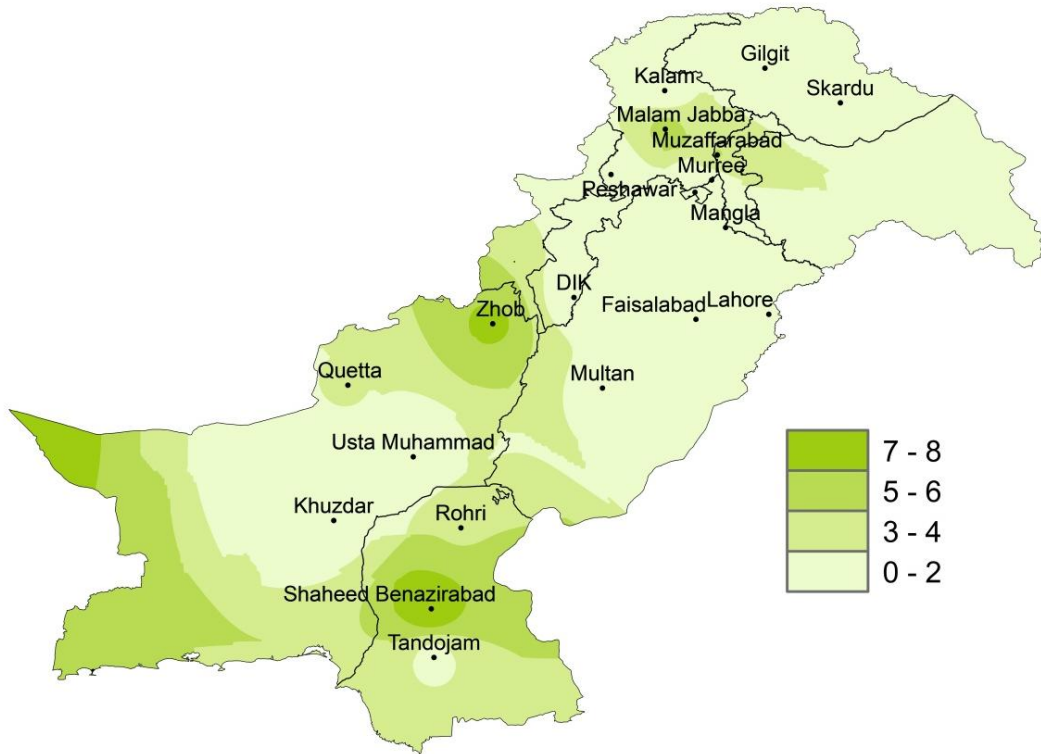 Gilgit
Kalam
Skardu
Malam Jabba
Muzaffarabad
Murree
Peshawar
Mangla
DIK
Faisalabad
Lahore
Zhob
Quetta
Multan
Usta Muhammad
Khuzdar
Rohri
Shaheed Benazirabad
Tandojam
7 - 8
5 - 6
3 - 4
0 - 2